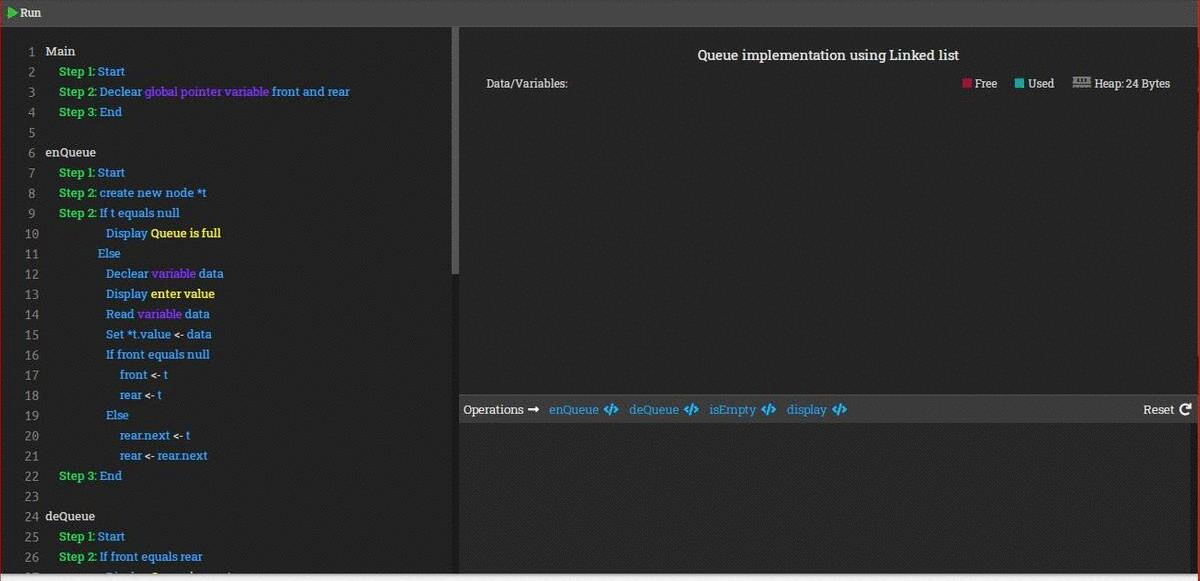 Run
1 Main
2 Step 1: Start
3 Step 2: Declear global pointer variable front and rear
4 Step 3: End
5
6 enQueue
7 Step 1: Start
8 Step 2: create new node *t
9 Step 2: If t equals null
10 Display Queue is full
11 Else
12 Declear variable data
13 Display enter value
14 Read variable data
15 Set *t.value <- data
16 If front equals null
17 front <- t
18 rear <- t
19 Else
20 rear.next <- t
21 rear <- rear.next
22 Step 3: End
23
24 deQueue
25 Step 1: Start
26 Step 2: If front equals rear
Queue implementation using Linked list
Data/Variables: Free Used Heap: 24 Bytes
Operations → enQueue </> deQueue </> isEmpty </> display </> Reset